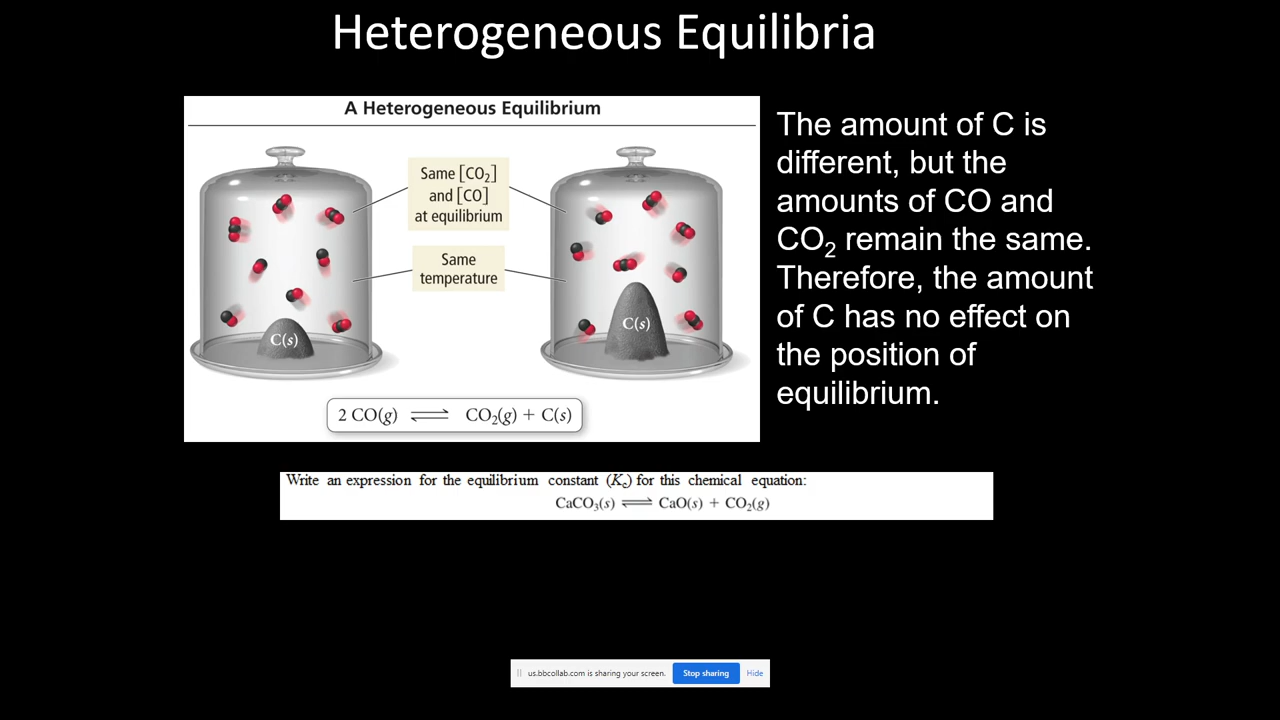 Heterogeneous Equilibria
A Heterogeneous Equilibrium
Same [CO₂]
and [CO]
at equilibrium
Same
temperature
C(s)
C(s)
2 CO(g) ⇌ CO₂(g) + C(s)
The amount of C is
different, but the
amounts of CO and
CO₂ remain the same.
Therefore, the amount
of C has no effect on
the position of
equilibrium.
Write an expression for the equilibrium constant (Kc) for this chemical equation:
CaCO₃(s) ⇌ CaO(s) + CO₂(g)
us.bbcollab.com is sharing your screen.
Stop sharing
Hide